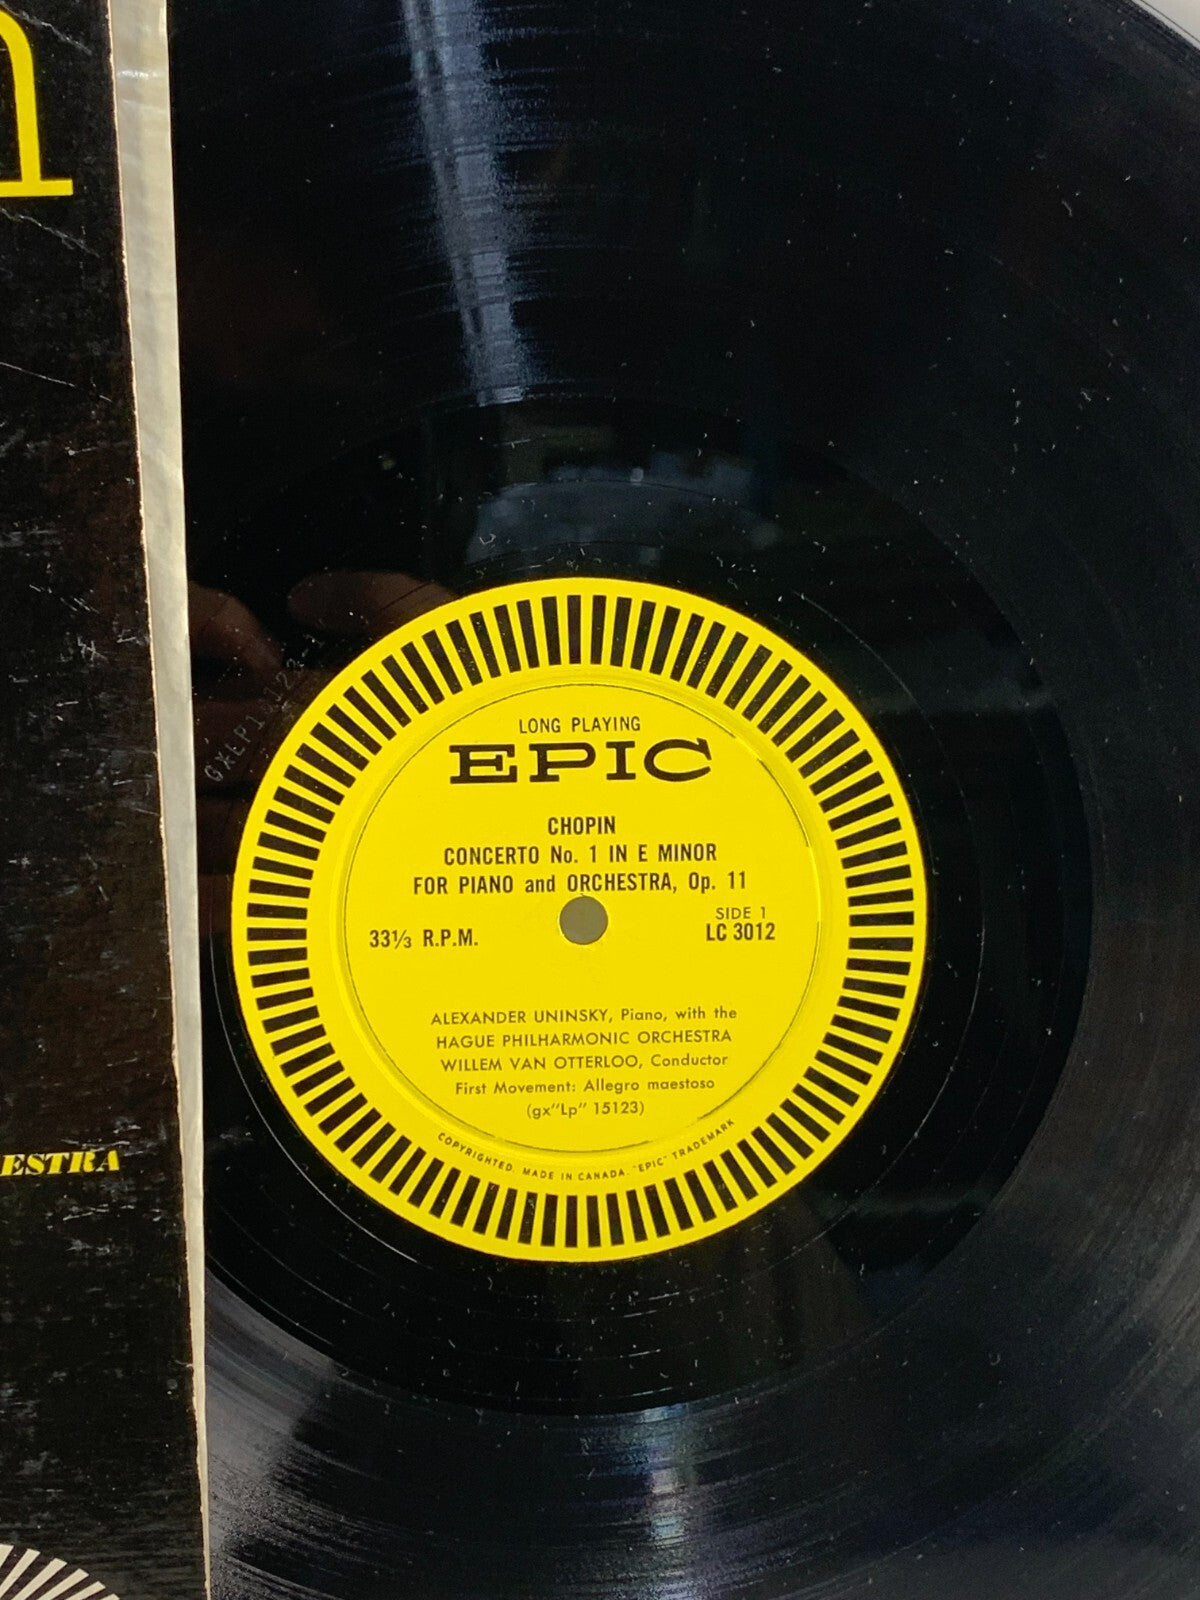 LONG PLAYING
EPIC
CHOPIN
CONCERTO No. 1 IN E MINOR
FOR PIANO and ORCHESTRA, Op. 11
33⅓ R.P.M.
SIDE 1
LC 3012
ALEXANDER UNINSKY, Piano, with the
HAGUE PHILHARMONIC ORCHESTRA
WILLEM VAN OTTERLOO, Conductor
First Movement: Allegro maestoso
(gx"Lp" 15123)
COPYRIGHTED. MADE IN CANADA. "EPIC" TRADEMARK
ESTRA